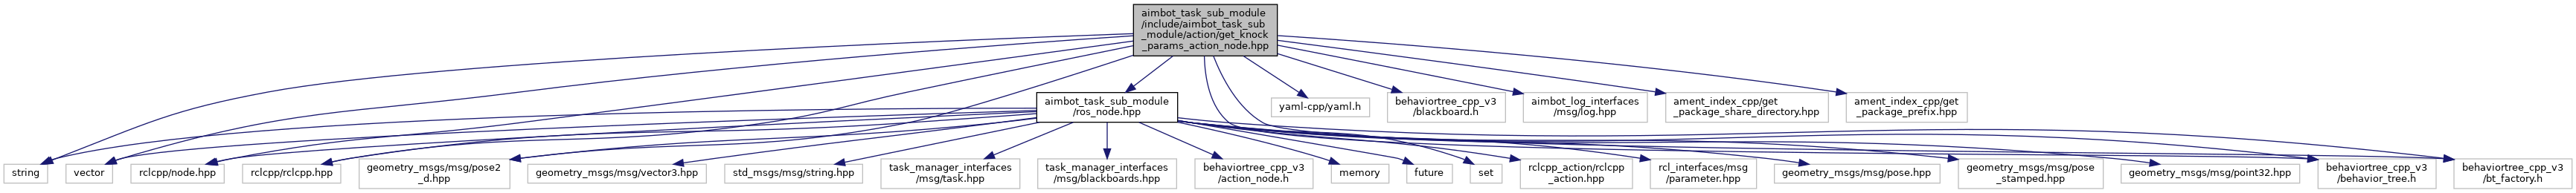 aimbot_task_sub_module
/include/aimbot_task_sub
_module/action/get_knock
_params_action_node.hpp
aimbot_task_sub_module
/ros_node.hpp
yaml-cpp/yaml.h
behaviortree_cpp_v3
/blackboard.h
aimbot_log_interfaces
/msg/log.hpp
ament_index_cpp/get
_package_share_directory.hpp
ament_index_cpp/get
_package_prefix.hpp
string
vector
rclcpp/node.hpp
rclcpp/rclcpp.hpp
geometry_msgs/msg/pose2
_d.hpp
geometry_msgs/msg/vector3.hpp
std_msgs/msg/string.hpp
task_manager_interfaces
/msg/task.hpp
task_manager_interfaces
/msg/blackboards.hpp
behaviortree_cpp_v3
/action_node.h
memory
future
set
rclcpp_action/rclcpp
_action.hpp
rcl_interfaces/msg
/parameter.hpp
geometry_msgs/msg/pose.hpp
geometry_msgs/msg/pose
_stamped.hpp
geometry_msgs/msg/point32.hpp
behaviortree_cpp_v3
/behavior_tree.h
behaviortree_cpp_v3
/bt_factory.h